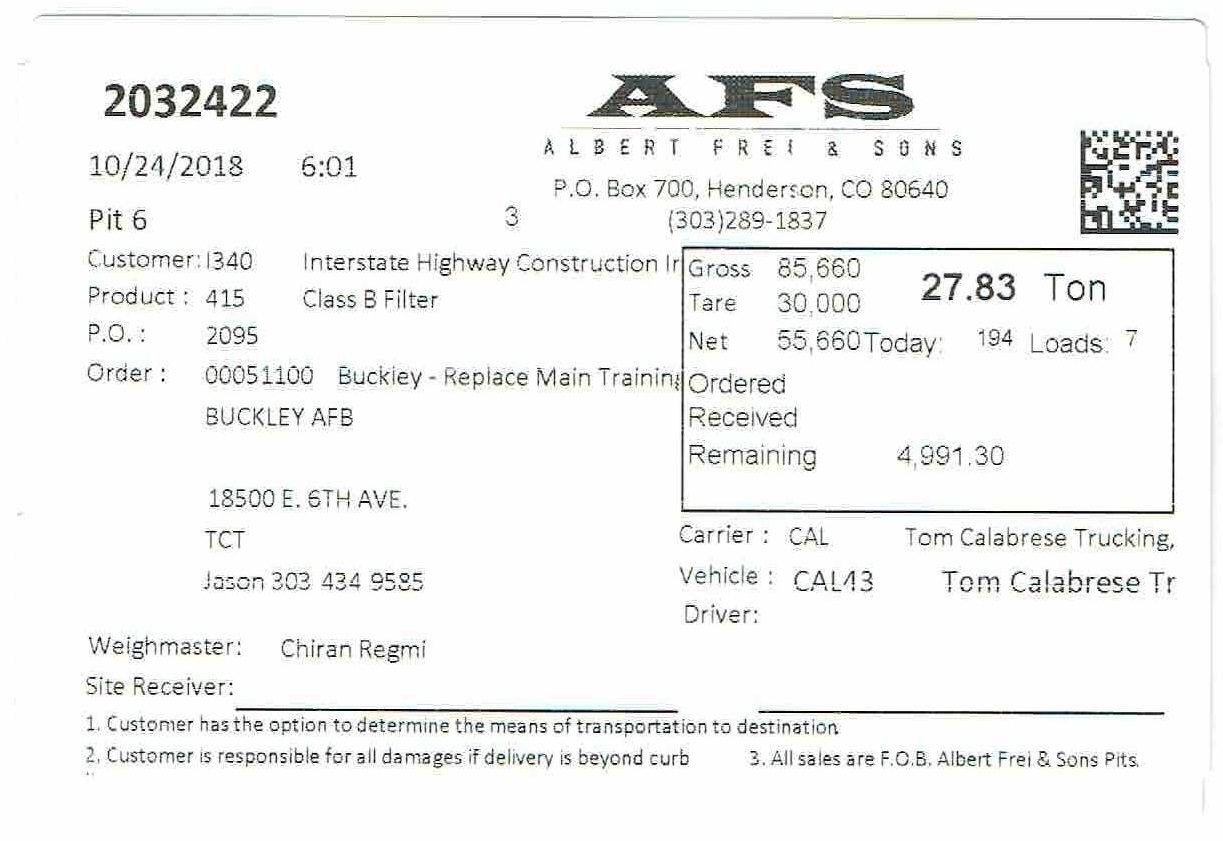 2032422
AFS
ALBERT FREI & SONS
10/24/2018 6:01
P.O. Box 700, Henderson, CO 80640
Pit 6 3 (303)289-1837
Customer: I340 Interstate Highway Construction In
Product : 415 Class B Filter
P.O. : 2095
Order : 00051100 Buckley - Replace Main Training
BUCKLEY AFB
18500 E. 6TH AVE.
TCT
Jason 303 434 9585
Gross 85,660 27.83 Ton
Tare 30,000
Net 55,660 Today: 194 Loads: 7
Ordered
Received
Remaining 4,991.30
Carrier : CAL Tom Calabrese Trucking,
Vehicle : CAL43 Tom Calabrese Tr
Driver:
Weighmaster: Chiran Regmi
Site Receiver:
1. Customer has the option to determine the means of transportation to destination
2. Customer is responsible for all damages if delivery is beyond curb 3. All sales are F.O.B. Albert Frei & Sons Pits.